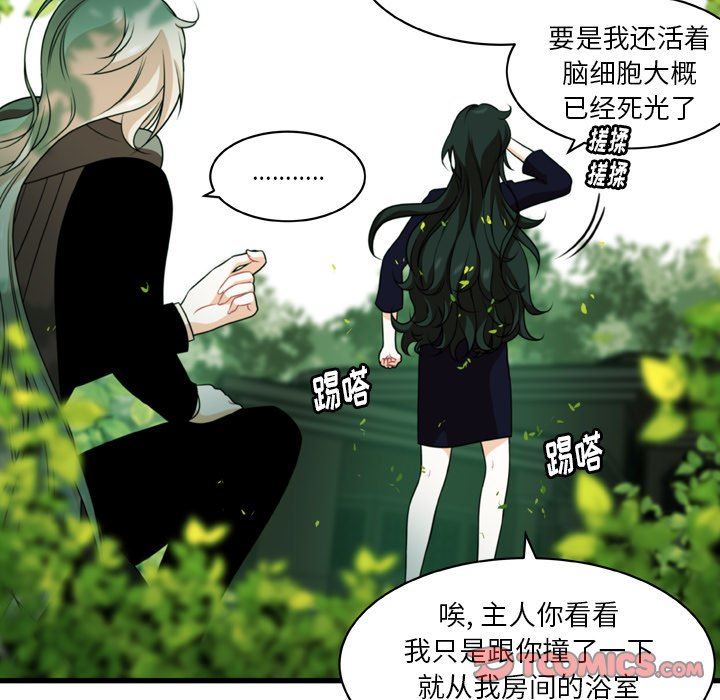 要是我还活着
脑细胞大概
已经死光了
搓揉
搓揉
............
踢嗒
踢嗒
唉, 主人你看看
我只是跟你撞了一下
就从我房间的浴室
TOCOMICS.COM